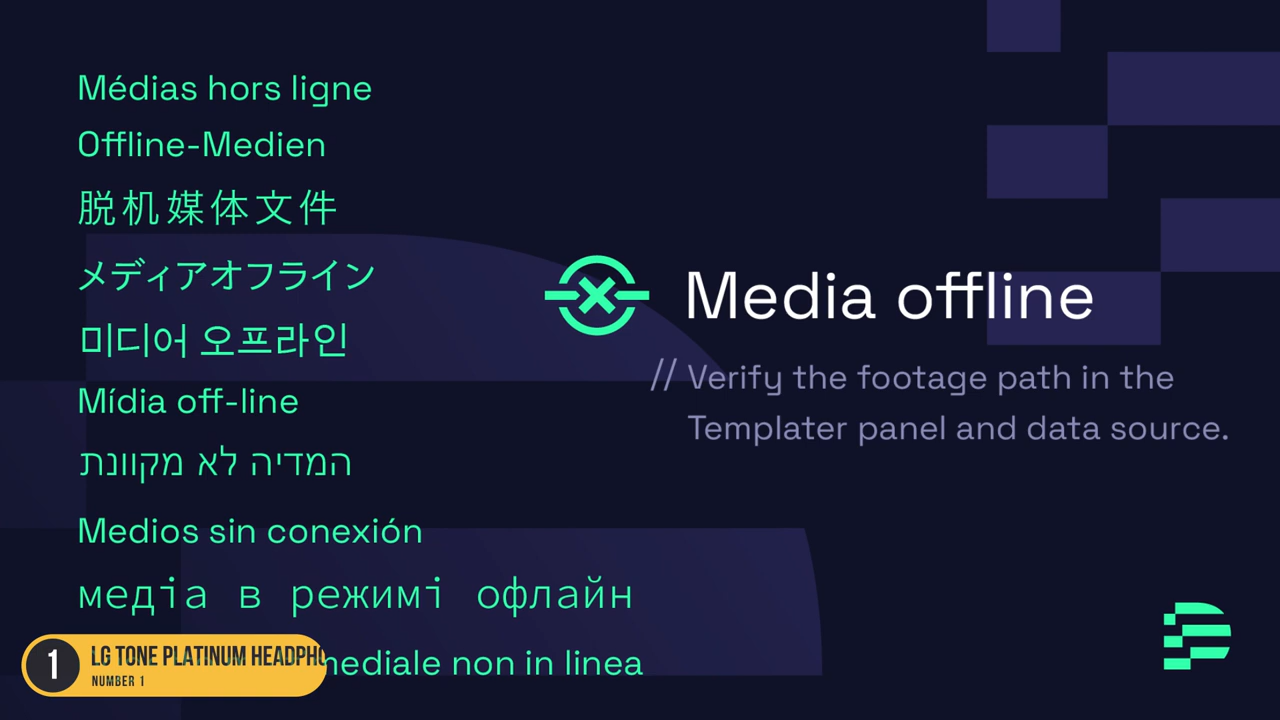 Médias hors ligne
Offline-Medien
脱机媒体文件
メディアオフライン
미디어 오프라인
Mídia off-line
המדיה לא מקוונת
Medios sin conexión
медіа в режимі офлайн
mediale non in linea
Media offline
// Verify the footage path in the
Templater panel and data source.
1
LG TONE PLATINUM
NUMBER 1